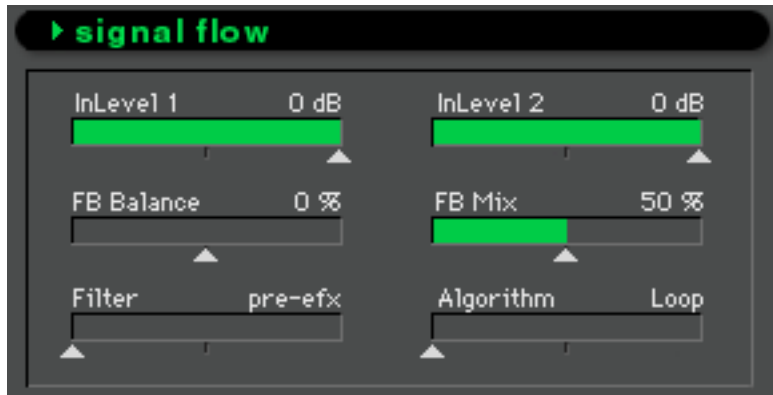 signal flow
InLevel 1 0 dB InLevel 2 0 dB
FB Balance 0 % FB Mix 50 %
Filter pre-efx Algorithm Loop